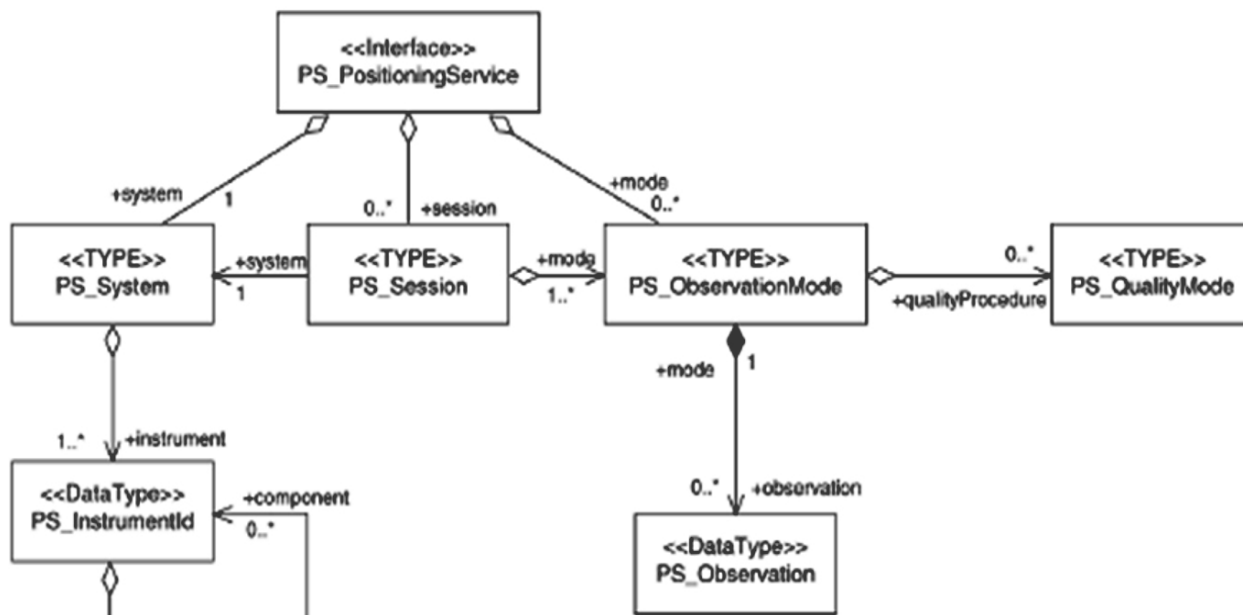 <<Interface>>
PS_PositioningService
+system
1
0..*
+session
+mode
0..*
<<TYPE>>
PS_System
+system
1
<<TYPE>>
PS_Session
+mode
1..*
<<TYPE>>
PS_ObservationMode
0..*
+qualityProcedure
<<TYPE>>
PS_QualityMode
+mode
1
1..*
+instrument
<<DataType>>
PS_InstrumentId
+component
0..*
0..*
+observation
<<DataType>>
PS_Observation